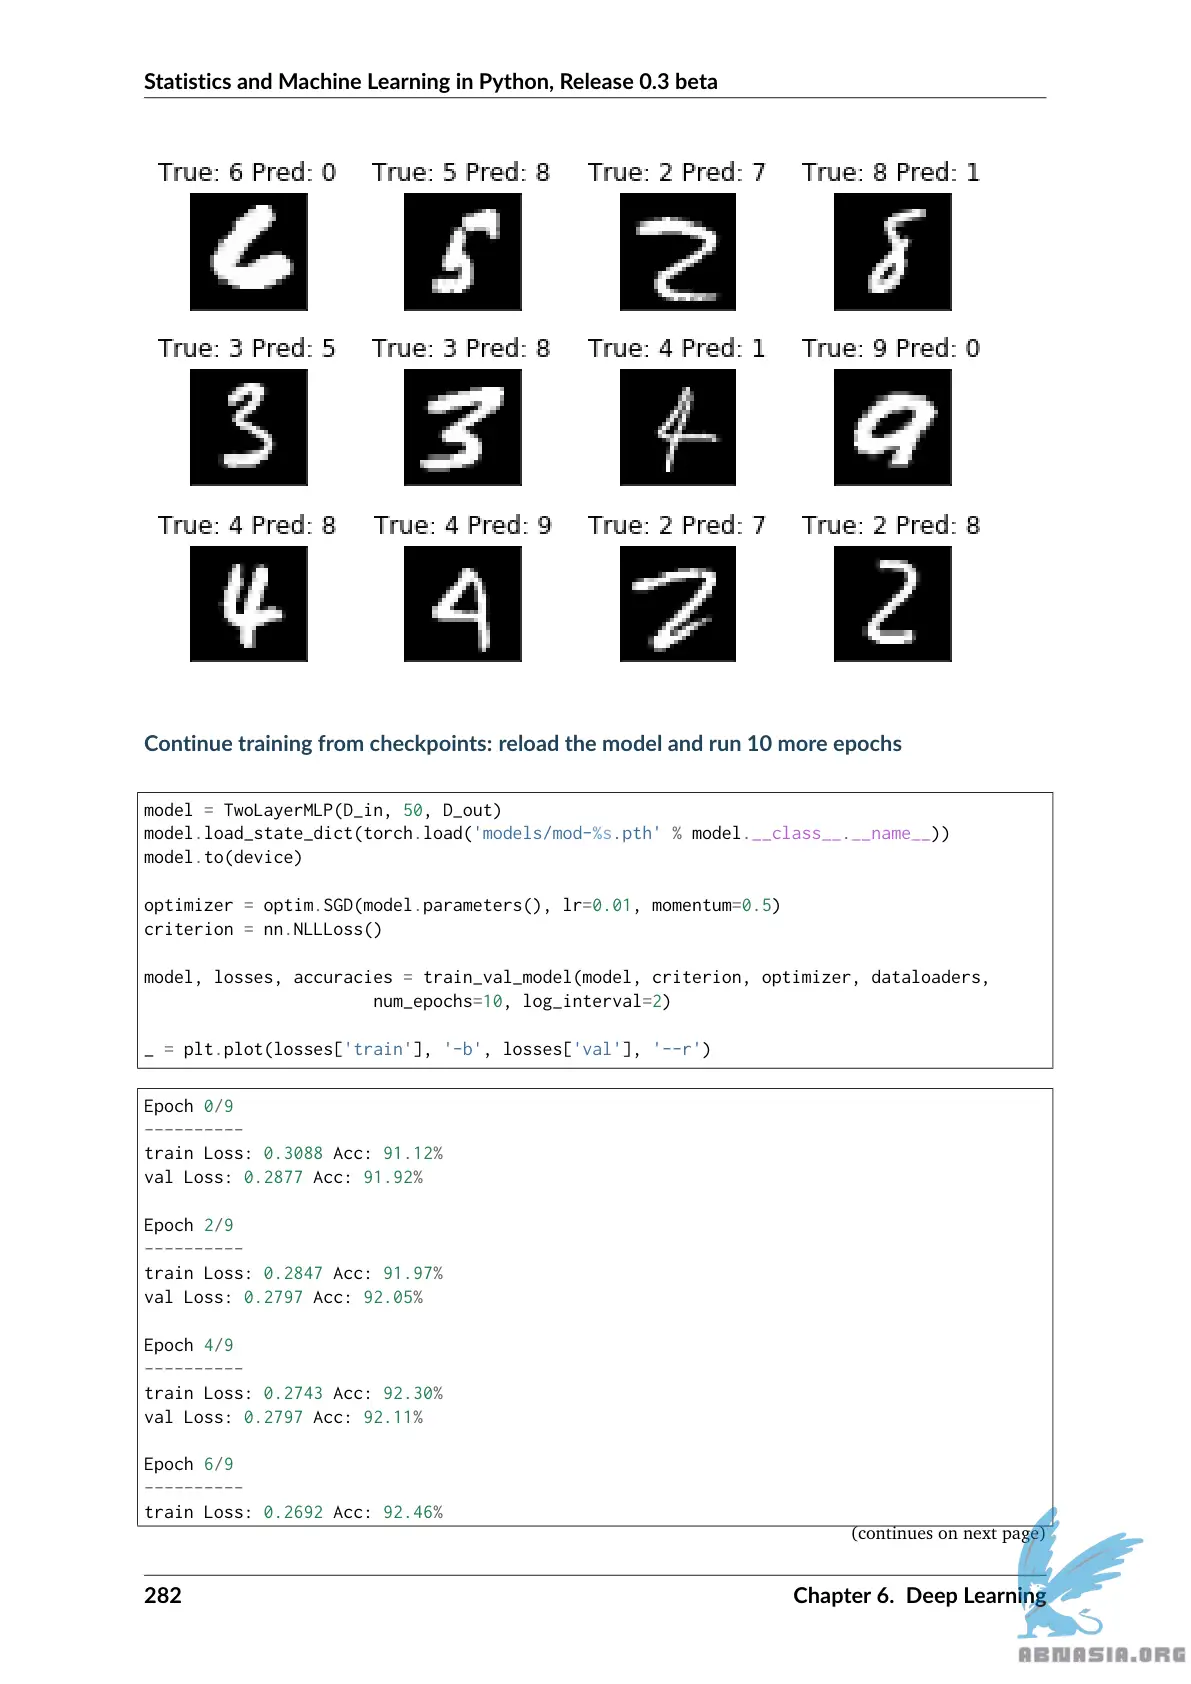 Statistics and Machine Learning in Python, Release 0.3 beta
True: 6 Pred: 0 True: 5 Pred: 8 True: 2 Pred: 7 True: 8 Pred: 1
True: 3 Pred: 5 True: 3 Pred: 8 True: 4 Pred: 1 True: 9 Pred: 0
True: 4 Pred: 8 True: 4 Pred: 9 True: 2 Pred: 7 True: 2 Pred: 8
Continue training from checkpoints: reload the model and run 10 more epochs
model = TwoLayerMLP(D_in, 50, D_out)
model.load_state_dict(torch.load('models/mod-%s.pth' % model.__class__.__name__))
model.to(device)
optimizer = optim.SGD(model.parameters(), lr=0.01, momentum=0.5)
criterion = nn.NLLLoss()
model, losses, accuracies = train_val_model(model, criterion, optimizer, dataloaders,
num_epochs=10, log_interval=2)
_ = plt.plot(losses['train'], '-b', losses['val'], '--r')
Epoch 0/9
----------
train Loss: 0.3088 Acc: 91.12%
val Loss: 0.2877 Acc: 91.92%
Epoch 2/9
----------
train Loss: 0.2847 Acc: 91.97%
val Loss: 0.2797 Acc: 92.05%
Epoch 4/9
----------
train Loss: 0.2743 Acc: 92.30%
val Loss: 0.2797 Acc: 92.11%
Epoch 6/9
----------
train Loss: 0.2692 Acc: 92.46%
(continues on next page)
282 Chapter 6. Deep Learning
ABNASIA.ORG